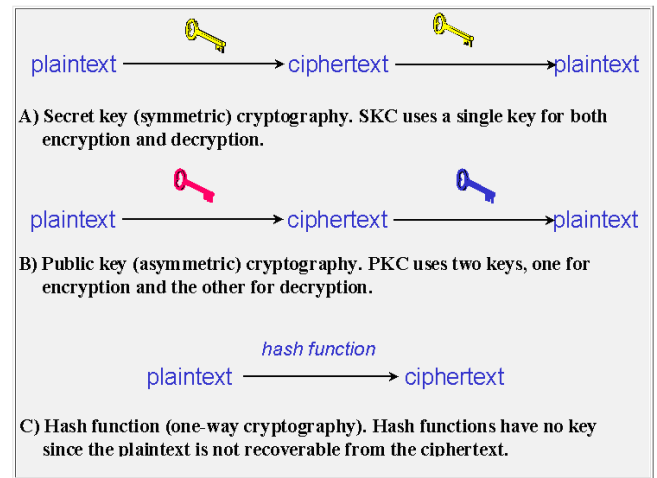 plaintext ciphertext plaintext
A) Secret key (symmetric) cryptography. SKC uses a single key for both
encryption and decryption.
plaintext ciphertext plaintext
B) Public key (asymmetric) cryptography. PKC uses two keys, one for
encryption and the other for decryption.
hash function
plaintext ciphertext
C) Hash function (one-way cryptography). Hash functions have no key
since the plaintext is not recoverable from the ciphertext.